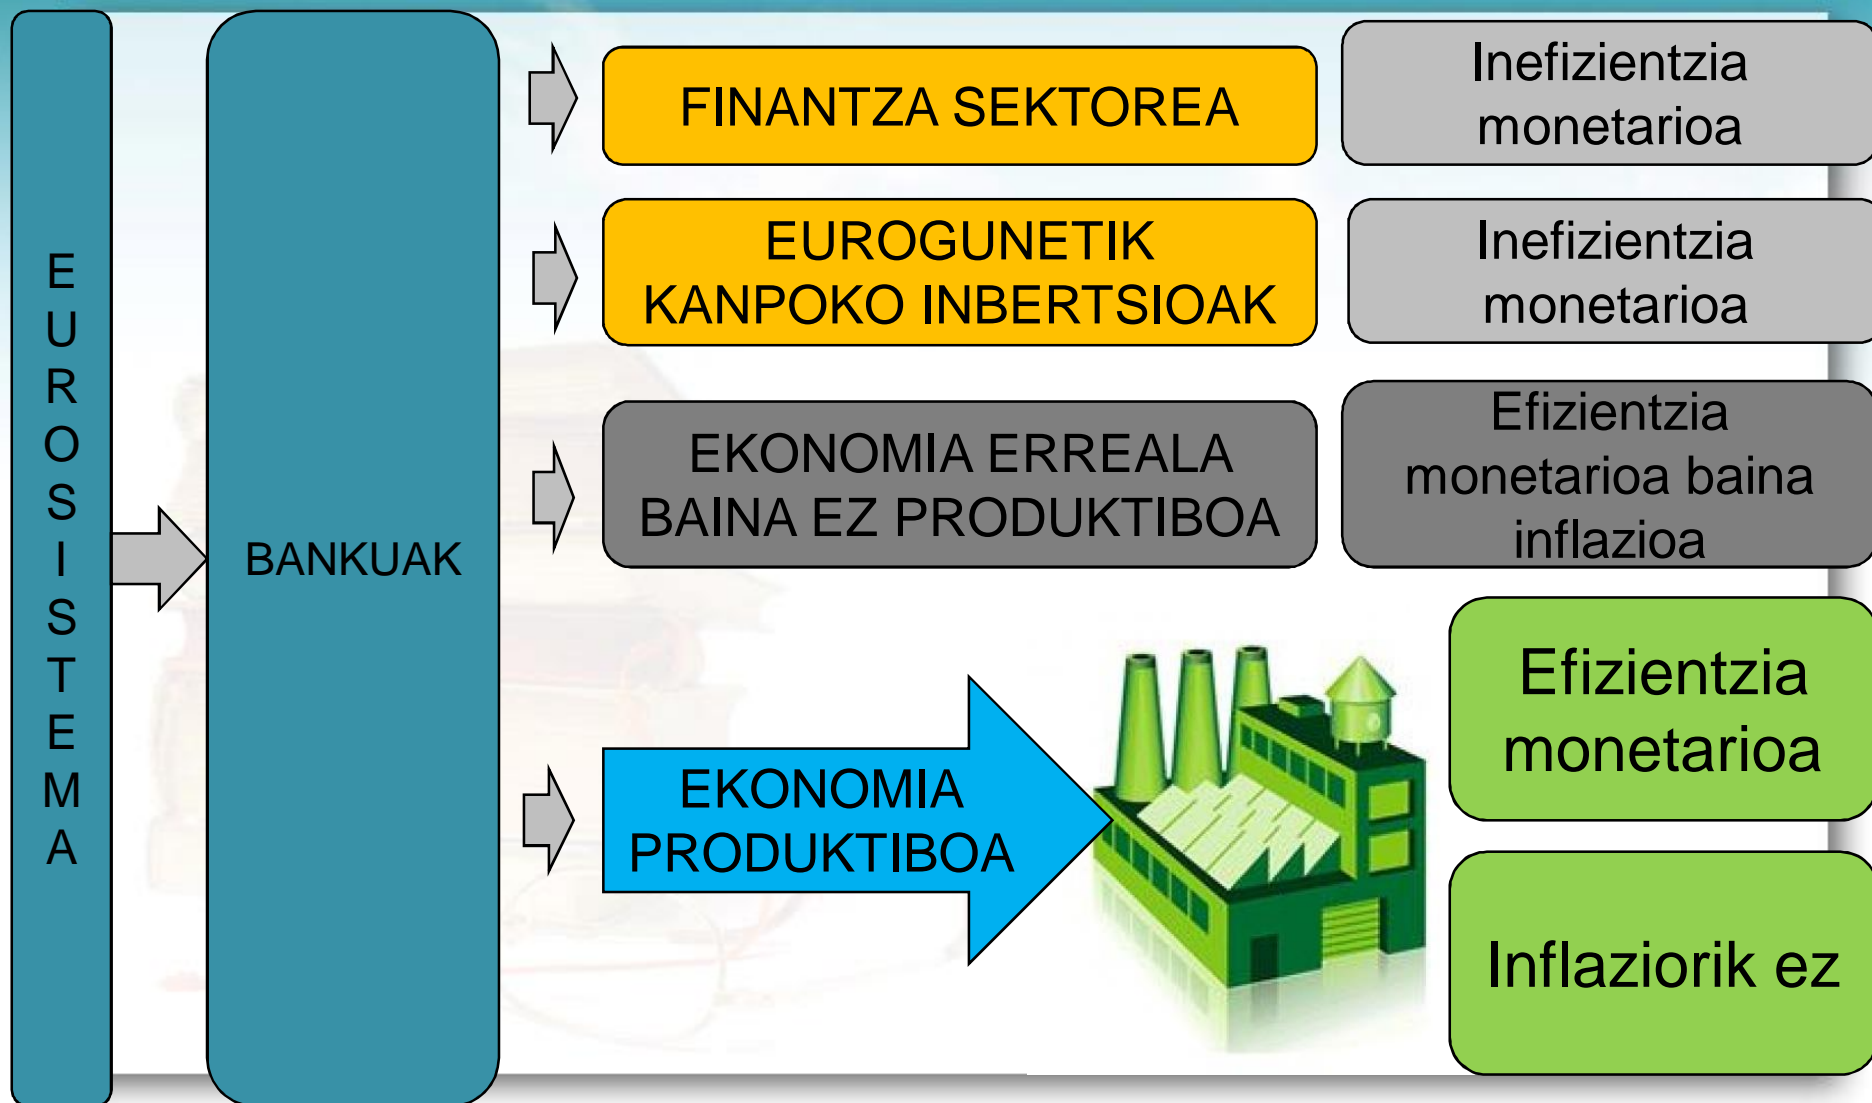 EUROSISTEMA
BANKUAK
FINANTZA SEKTOREA
Inefizientzia
monetarioa
EUROGUNETIK
KANPOKO INBERTSIOAK
Inefizientzia
monetarioa
EKONOMIA ERREALA
BAINA EZ PRODUKTIBOA
Efizientzia
monetarioa baina
inflazioa
EKONOMIA
PRODUKTIBOA
Efizientzia
monetarioa
Inflaziorik ez